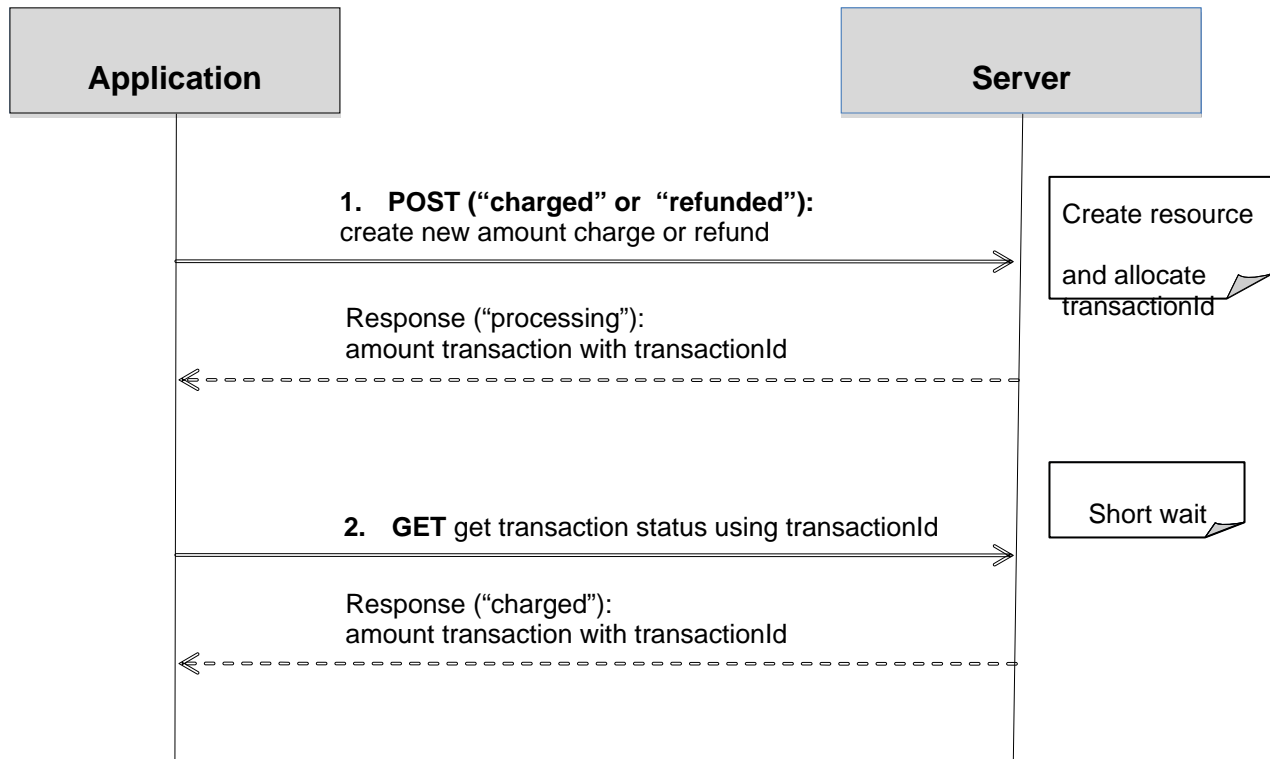 Application
Server
1. POST (“charged” or “refunded”):
create new amount charge or refund
Create resource
and allocate
transactionId
Response (“processing”):
amount transaction with transactionId
Short wait
2. GET get transaction status using transactionId
Response (“charged”):
amount transaction with transactionId